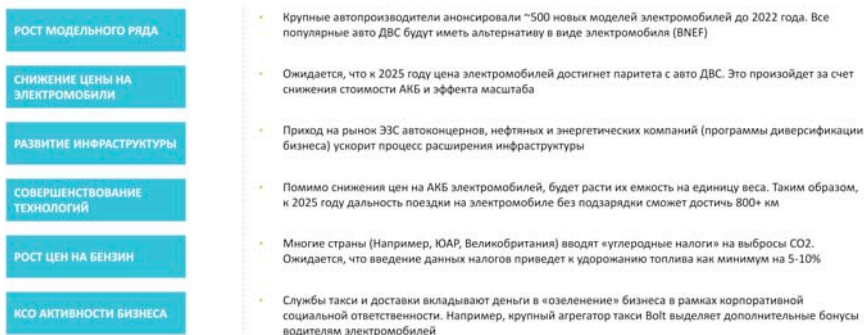 РОСТ МОДЕЛЬНОГО РЯДА
• Крупные автопроизводители анонсировали ~500 новых моделей электромобилей до 2022 года. Все
популярные авто ДВС будут иметь альтернативу в виде электромобиля (BNEF)
СНИЖЕНИЕ ЦЕНЫ НА
ЭЛЕКТРОМОБИЛИ
• Ожидается, что к 2025 году цена электромобилей достигнет паритета с авто ДВС. Это произойдет за счет
снижения стоимости АКБ и эффекта масштаба
РАЗВИТИЕ ИНФРАСТРУКТУРЫ
• Приход на рынок ЭЗС автоконцернов, нефтяных и энергетических компаний (программы диверсификации
бизнеса) ускорит процесс расширения инфраструктуры
СОВЕРШЕНСТВОВАНИЕ
ТЕХНОЛОГИЙ
• Помимо снижения цен на АКБ электромобилей, будет расти их емкость на единицу веса. Таким образом,
к 2025 году дальность поездки на электромобиле без подзарядки сможет достичь 800+ км
РОСТ ЦЕН НА БЕНЗИН
• Многие страны (Например, ЮАР, Великобритания) вводят «углеродные налоги» на выбросы СО2.
Ожидается, что введение данных налогов приведет к удорожанию топлива как минимум на 5-10%
КСО АКТИВНОСТИ БИЗНЕСА
• Службы такси и доставки вкладывают деньги в «озеленение» бизнеса в рамках корпоративной
социальной ответственности. Например, крупный агрегатор такси Bolt выделяет дополнительные бонусы
водителям электромобилей